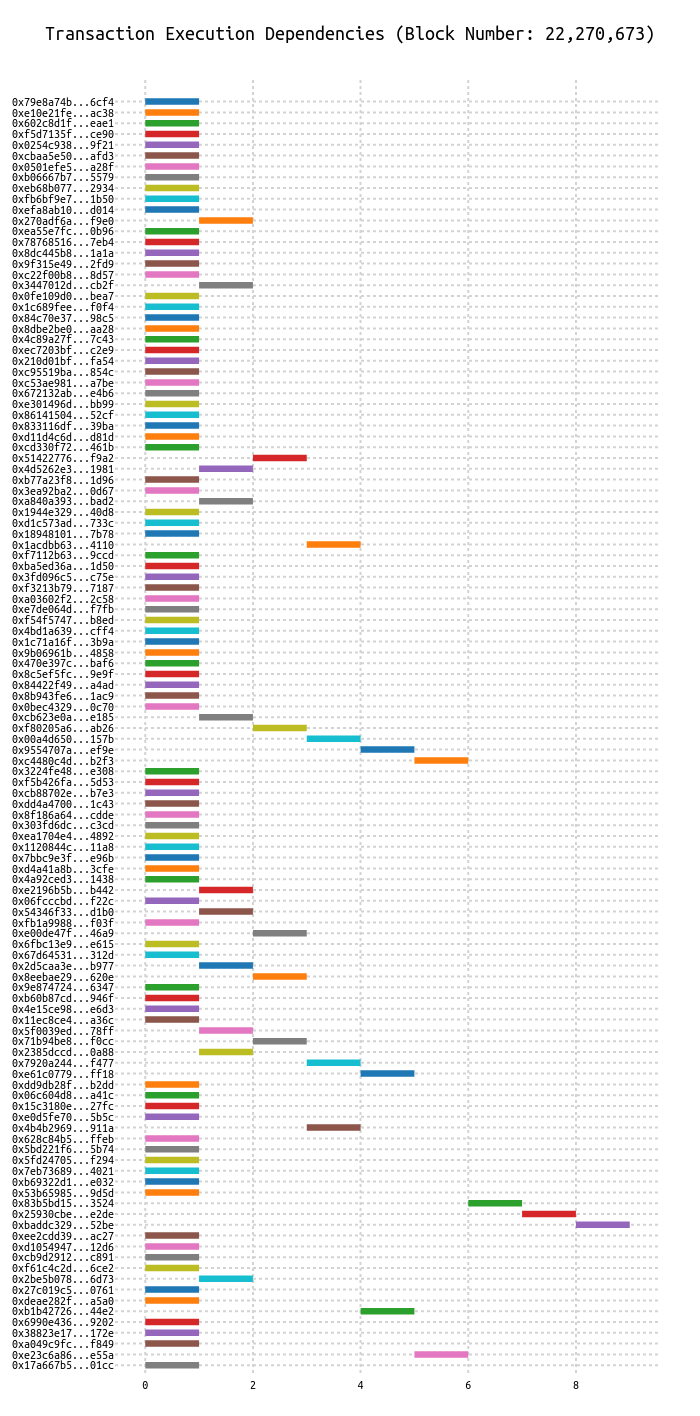 Transaction Execution Dependencies (Block Number: 22,270,673)
0x79e8a74b...6cf4
0xe10e21fe...ac38
0x602c8d1f...eae1
0xf5d7135f...ce90
0x0254c938...9f21
0xcbaa5e50...afd3
0x0501efe5...a28f
0xb06667b7...5579
0xeb68b077...2934
0xfb6bf9e7...1b50
0xefa8ab10...d014
0x270adf6a...f9e0
0xea55e7fc...0b96
0x78768516...7eb4
0x8dc445b8...1a1a
0x9f315e49...2fd9
0xc22f00b8...8d57
0x3447012d...cb2f
0x0fe109d0...bea7
0x1c689fee...f0f4
0x84c70e37...98c5
0x8dbe2be0...aa28
0x4c89a27f...7c43
0xec7203bf...c2e9
0x210d01bf...fa54
0xc95519ba...854c
0xc53ae981...a7be
0x672132ab...e4b6
0xe301496d...bb99
0x86141504...52cf
0x833116df...39ba
0xd11d4c6d...d81d
0xcd330f72...461b
0x51422776...f9a2
0x4d5262e3...1981
0xb77a23f8...1d96
0x3ea92ba2...0d67
0xa840a393...bad2
0x1944e329...40d8
0xd1c573ad...733c
0x18948101...7b78
0x1acdbb63...4110
0xf7112b63...9ccd
0xba5ed36a...1d50
0x3fd096c5...c75e
0xf3213b79...7187
0xa03602f2...2c58
0xe7de064d...f7fb
0xf54f5747...b8ed
0x4bd1a639...cff4
0x1c71a16f...3b9a
0x9b06961b...4858
0x470e397c...baf6
0x8c5ef5fc...9e9f
0x84422f49...a4ad
0x8b943fe6...1ac9
0x0bec4329...0c70
0xcb623e0a...e185
0xf80205a6...ab26
0x00a4d650...157b
0x9554707a...ef9e
0xc4480c4d...b2f3
0x3224fe48...e308
0xf5b426fa...5d53
0xcb88702e...b7e3
0xdd4a4700...1c43
0x8f186a64...cdde
0x303fd6dc...c3cd
0xea1704e4...4892
0x1120844c...11a8
0x7bbc9e3f...e96b
0xd4a41a8b...3cfe
0x4a92ced3...1438
0xe2196b5b...b442
0x06fcccbd...f22c
0x54346f33...d1b0
0xfb1a9988...f03f
0xe00de47f...46a9
0x6fbc13e9...e615
0x67d64531...312d
0x2d5caa3e...b977
0x8eebae29...620e
0x9e874724...6347
0xb60b87cd...946f
0x4e15ce98...e6d3
0x11ec8ce4...a36c
0x5f0039ed...78ff
0x71b94be8...f0cc
0x2385dccd...0a88
0x7920a244...f477
0xe61c0779...ff18
0xdd9db28f...b2dd
0x06c604d8...a41c
0x15c3180e...27fc
0xe0d5fe70...5b5c
0x4b4b2969...911a
0x628c84b5...ffeb
0x5bd221f6...5b74
0x5fd24705...f294
0x7eb73689...4021
0xb69322d1...e032
0x53b65985...9d5d
0x83b5bd15...3524
0x25930cbe...e2de
0xbaddc329...52be
0xee2cdd39...ac27
0xd1054947...12d6
0xcb9d2912...c891
0xf61c4c2d...6ce2
0x2be5b078...6d73
0x27c019c5...0761
0xdeae282f...a5a0
0xb1b42726...44e2
0x6990e436...9202
0x38823e17...172e
0xa049c9fc...f849
0xe23c6a86...e55a
0x17a667b5...01cc
0 2 4 6 8